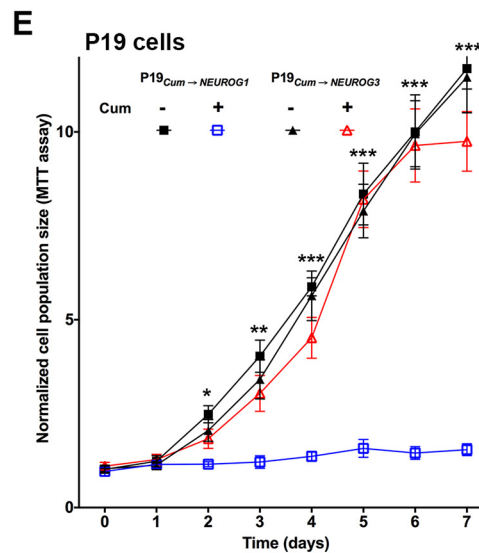 E
P19 cells
P19Cum → NEUROG1 P19Cum → NEUROG3
Cum - + - +
Normalized cell population size (MTT assay)
10
5
0
*
**
***
***
***
***
0 1 2 3 4 5 6 7
Time (days)